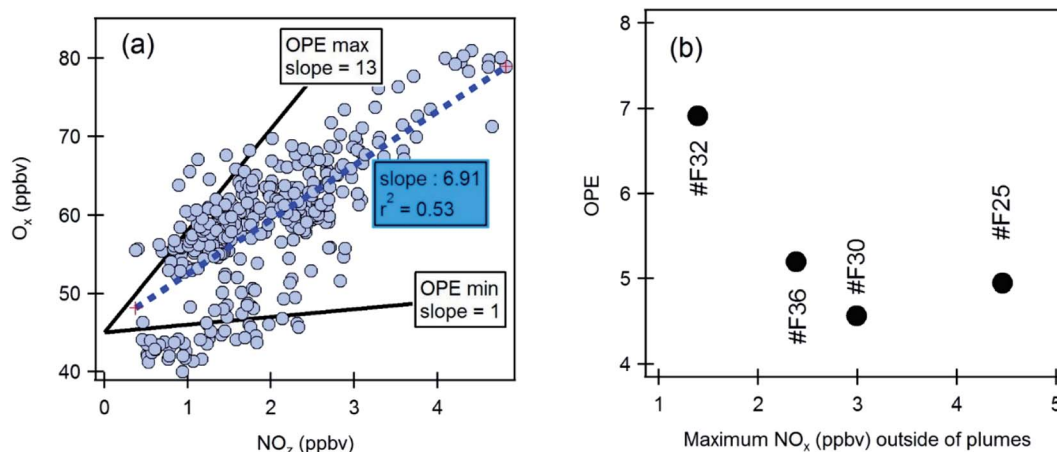 (a)
OPE max
slope = 13
slope : 6.91
r² = 0.53
OPE min
slope = 1
Oₓ (ppbv)
80
70
60
50
40
0
1
2
3
4
NO_z (ppbv)
(b)
OPE
8
7
6
5
4
#F32
#F36
#F30
#F25
1
2
3
4
5
Maximum NOₓ (ppbv) outside of plumes